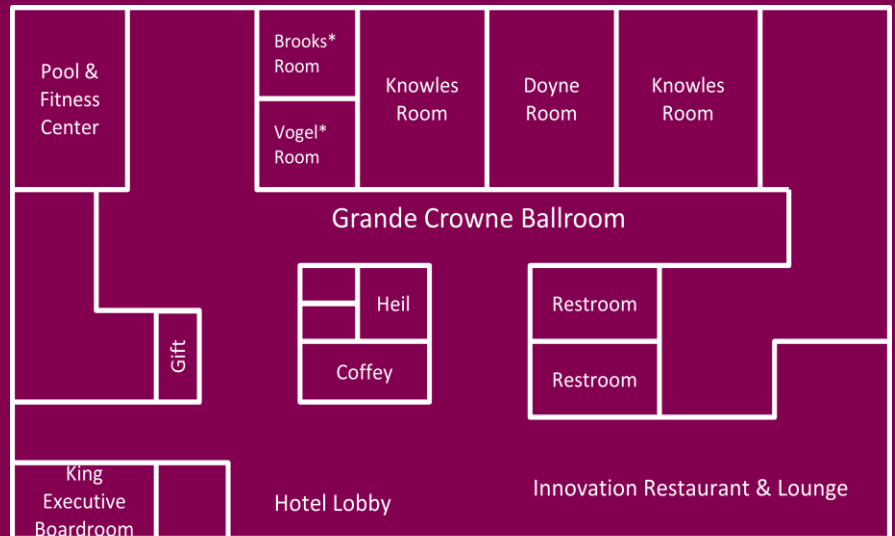 Pool &
Fitness
Center
Brooks*
Room
Vogel*
Room
Knowles
Room
Doyne
Room
Knowles
Room
Grande Crowne Ballroom
Heil
Coffey
Restroom
Restroom
Gift
King
Executive
Boardroom
Hotel Lobby
Innovation Restaurant & Lounge